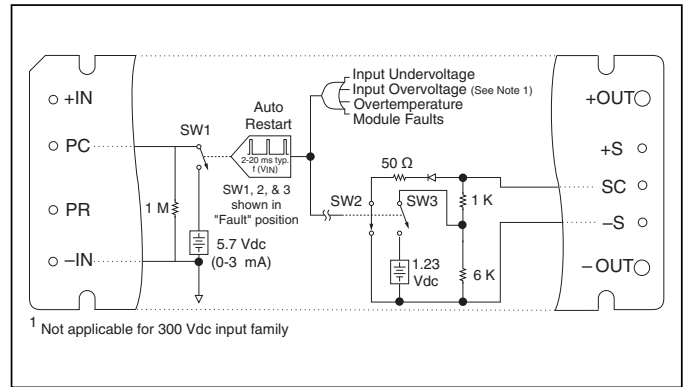 +IN
PC
PR
–IN
SW1
1 M
5.7 Vdc
(0-3 mA)
Auto
Restart
2-20 ms typ.
f (VIN)
SW1, 2, & 3
shown in
"Fault" position
Input Undervoltage
Input Overvoltage (See Note 1)
Overtemperature
Module Faults
50 Ω
SW2
SW3
1 K
1.23
Vdc
6 K
+OUT
+S
SC
–S
–OUT
1 Not applicable for 300 Vdc input family